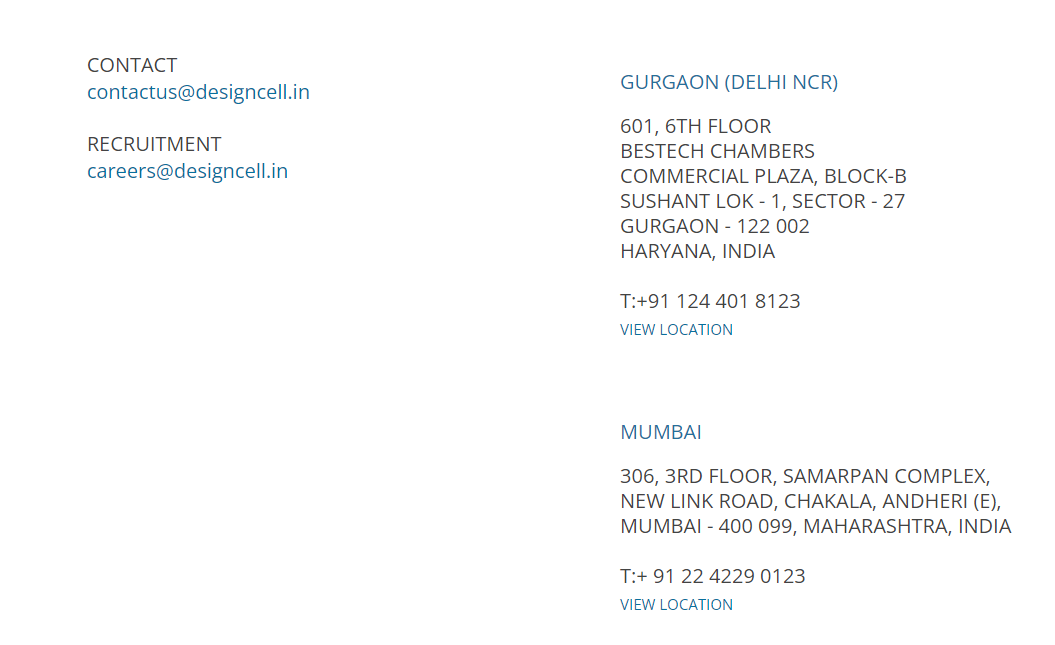 CONTACT
contactus@designcell.in
RECRUITMENT
careers@designcell.in
GURGAON (DELHI NCR)
601, 6TH FLOOR
BESTECH CHAMBERS
COMMERCIAL PLAZA, BLOCK-B
SUSHANT LOK - 1, SECTOR - 27
GURGAON - 122 002
HARYANA, INDIA
T:+91 124 401 8123
VIEW LOCATION
MUMBAI
306, 3RD FLOOR, SAMARPAN COMPLEX,
NEW LINK ROAD, CHAKALA, ANDHERI (E),
MUMBAI - 400 099, MAHARASHTRA, INDIA
T:+ 91 22 4229 0123
VIEW LOCATION